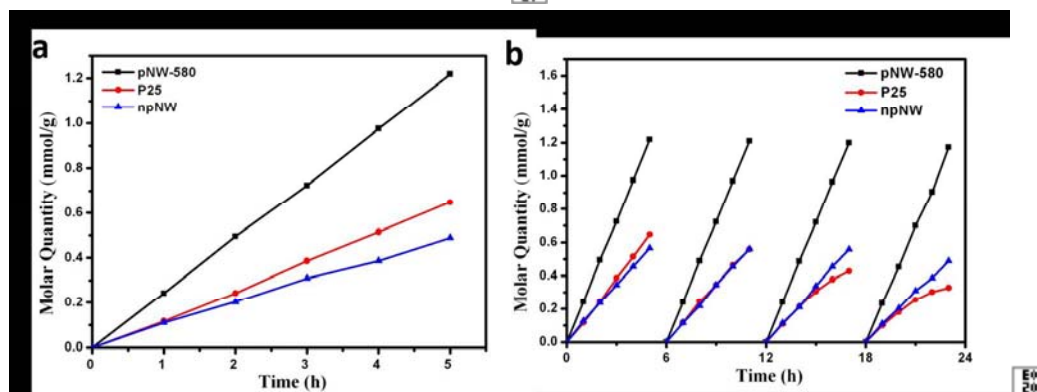 a
pNW-580
P25
npNW
Molar Quantity (mmol/g)
1.2
1.0
0.8
0.6
0.4
0.2
0.0
0 1 2 3 4 5
Time (h)
b
pNW-580
P25
npNW
Molar Quantity (mmol/g)
1.6
1.4
1.2
1.0
0.8
0.6
0.4
0.2
0.0
0 6 12 18 24
Time (h)